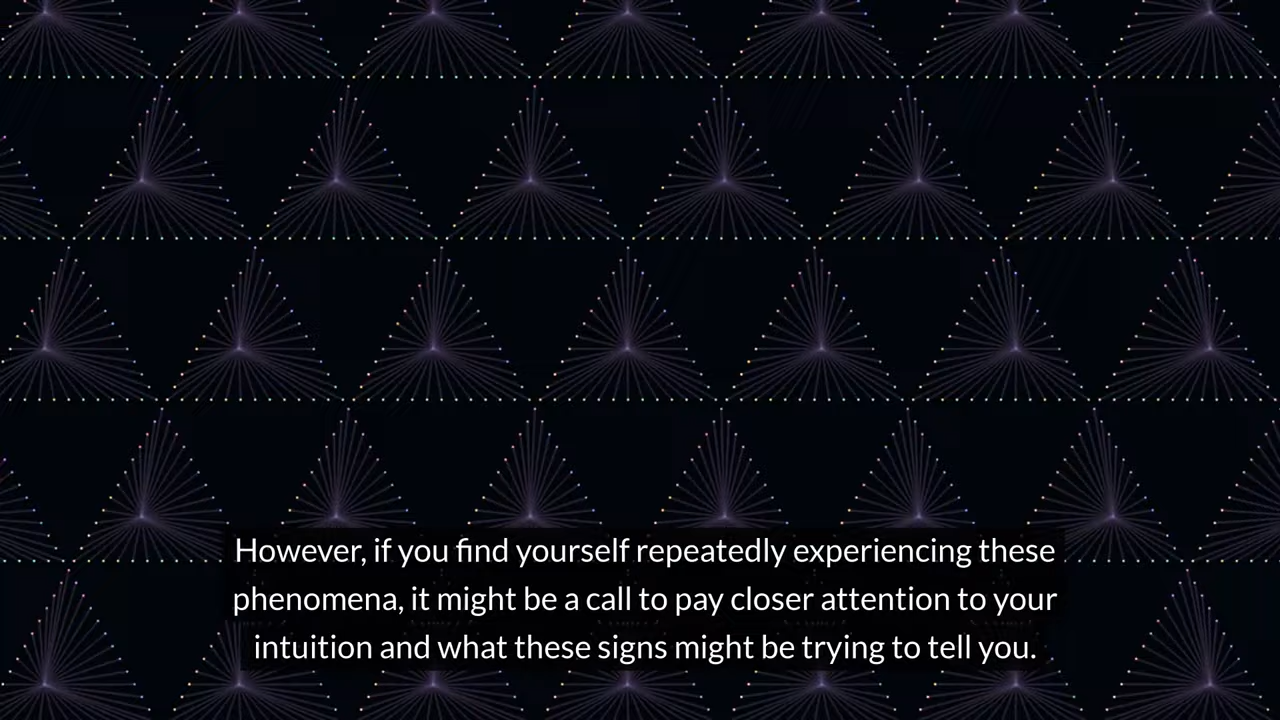 However, if you find yourself repeatedly experiencing these
phenomena, it might be a call to pay closer attention to your
intuition and what these signs might be trying to tell you.